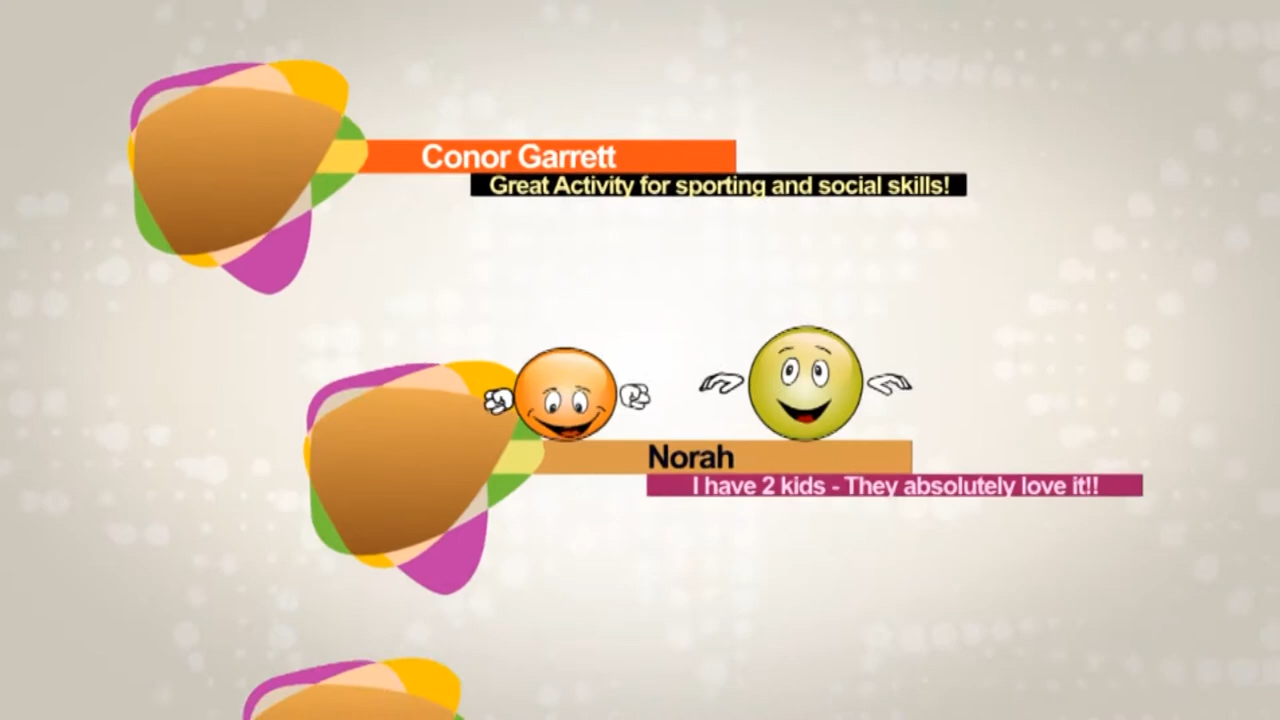 Conor Garrett
Great Activity for sporting and social skills!
Norah
I have 2 kids - They absolutely love it!!